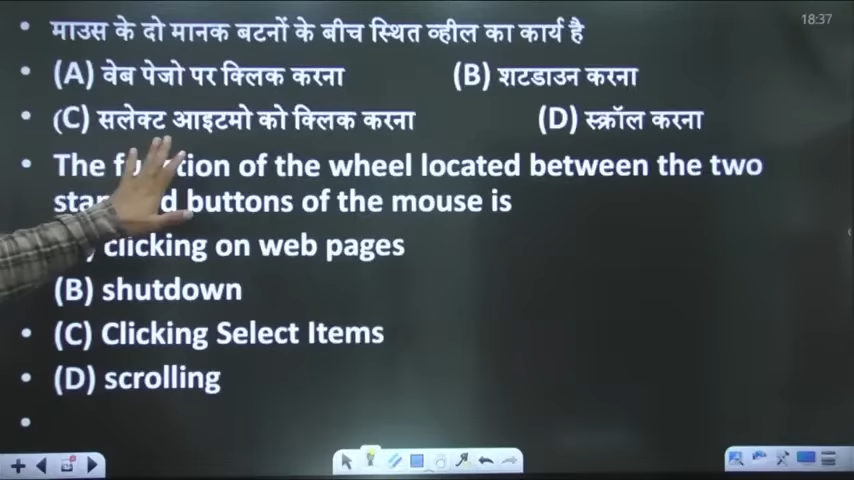 18:37
माउस के दो मानक बटनों के बीच स्थित व्हील का कार्य है
(A) वेब पेजो पर क्लिक करना (B) शटडाउन करना
(C) सलेक्ट आइटमो को क्लिक करना (D) स्क्रॉल करना
The of the wheel located between the two
buttons of the mouse is
clicking on web pages
(B) shutdown
(C) Clicking Select Items
(D) scrolling